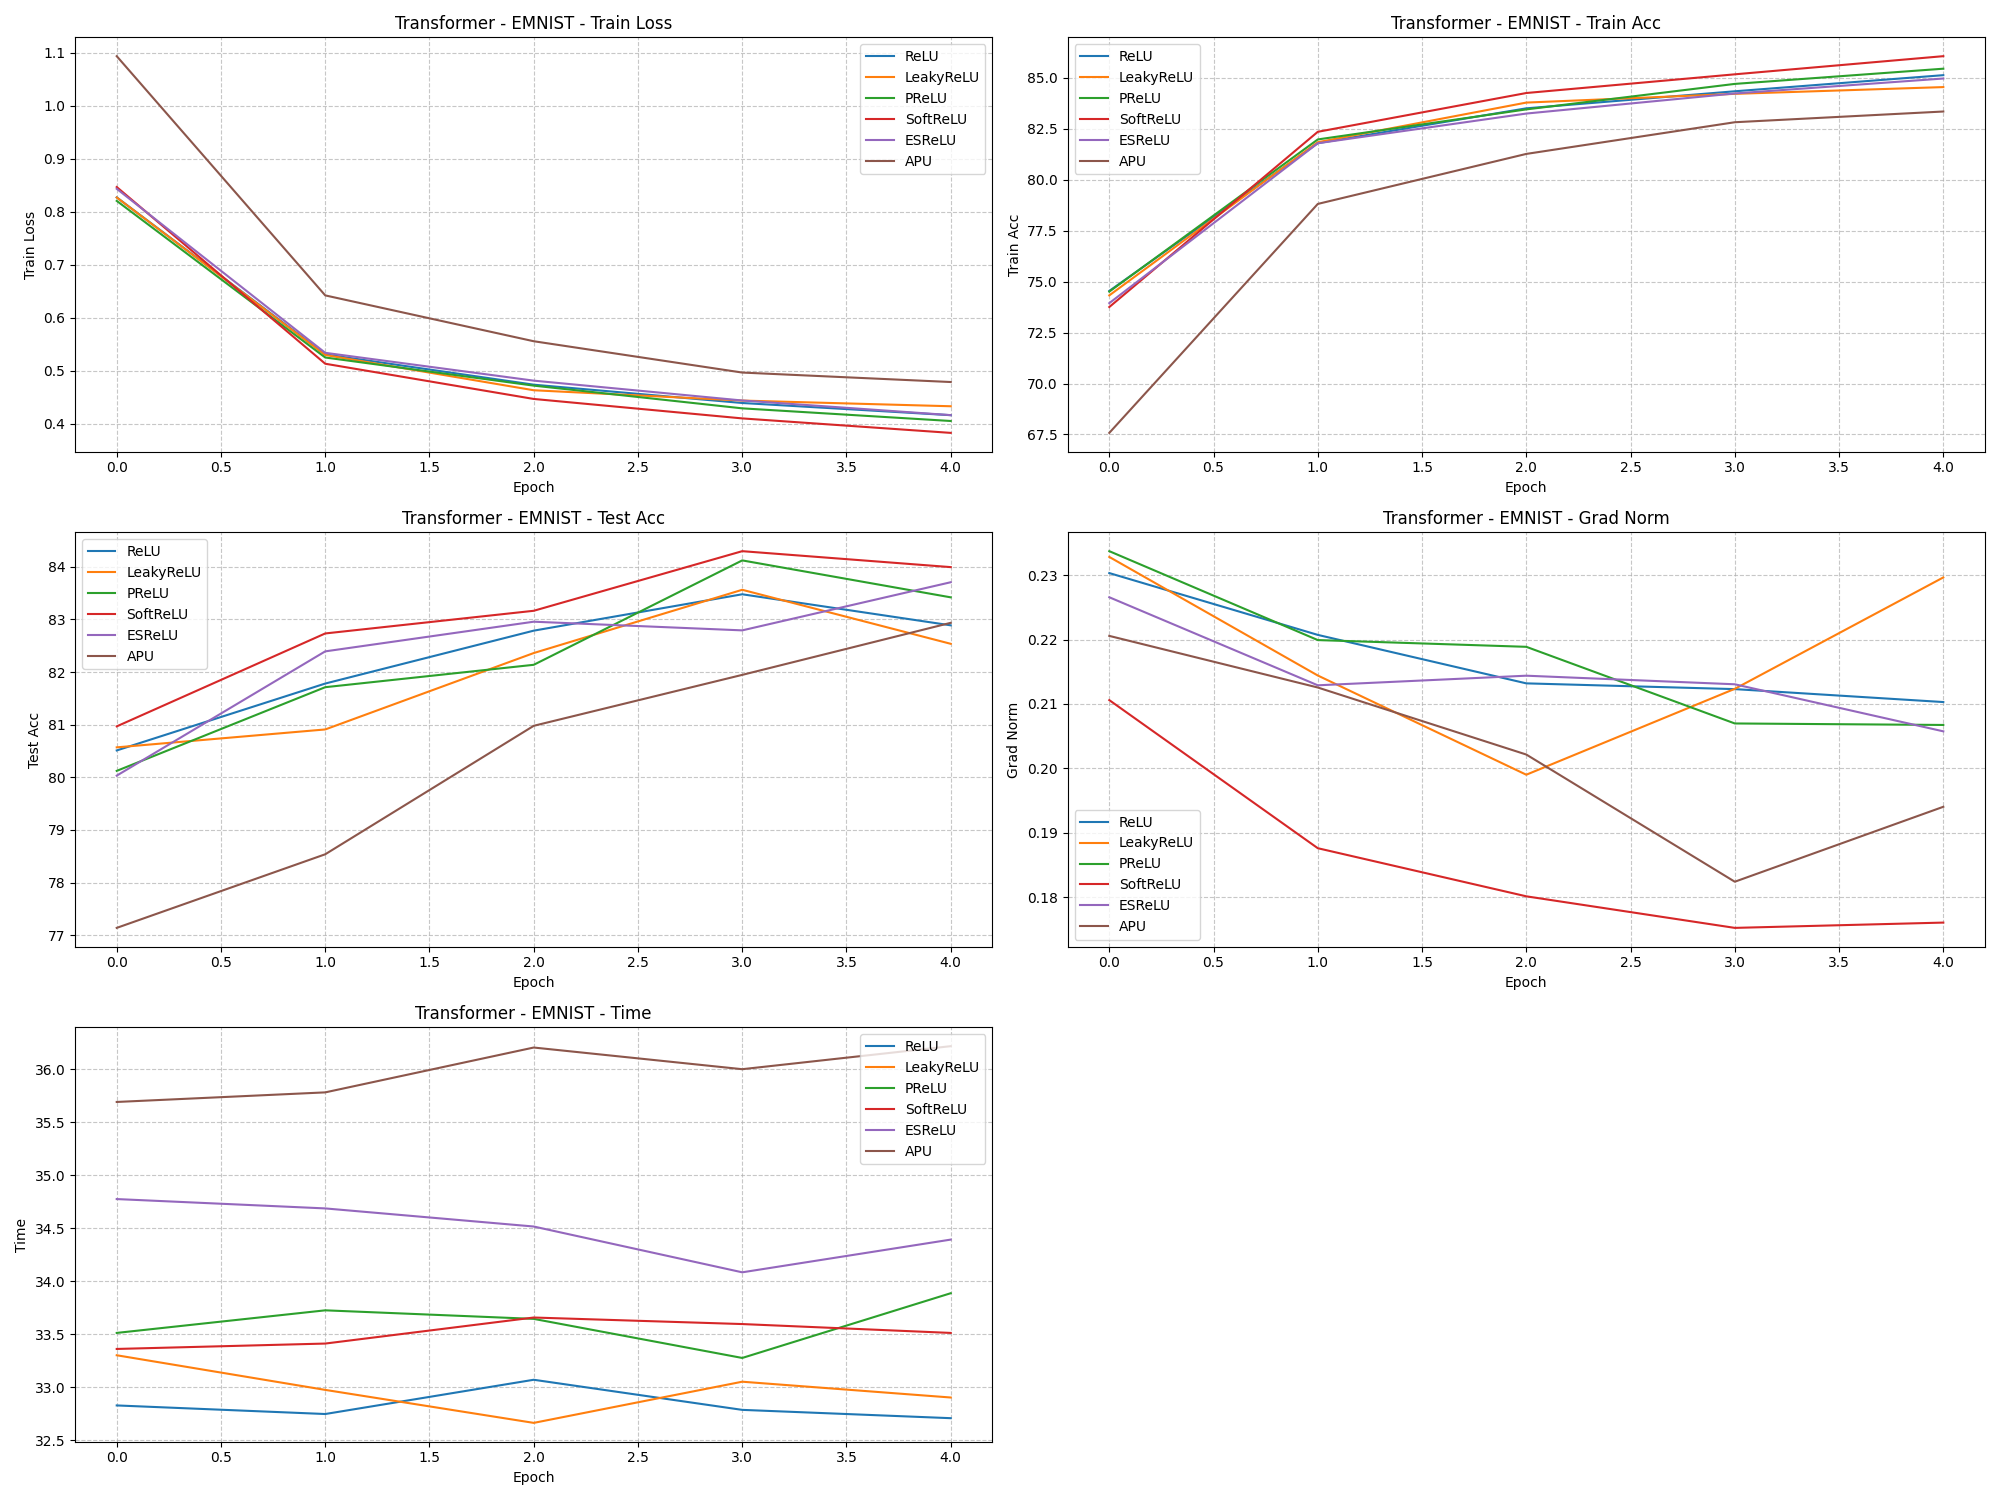 Transformer - EMNIST - Train Loss
Train Loss
1.1
1.0
0.9
0.8
0.7
0.6
0.5
0.4
ReLU
LeakyReLU
PReLU
SoftReLU
ESReLU
APU
0.0 0.5 1.0 1.5 2.0 2.5 3.0 3.5 4.0
Epoch
Transformer - EMNIST - Train Acc
Train Acc
85.0
82.5
80.0
77.5
75.0
72.5
70.0
67.5
ReLU
LeakyReLU
PReLU
SoftReLU
ESReLU
APU
0.0 0.5 1.0 1.5 2.0 2.5 3.0 3.5 4.0
Epoch
Transformer - EMNIST - Test Acc
Test Acc
84
83
82
81
80
79
78
77
ReLU
LeakyReLU
PReLU
SoftReLU
ESReLU
APU
0.0 0.5 1.0 1.5 2.0 2.5 3.0 3.5 4.0
Epoch
Transformer - EMNIST - Grad Norm
Grad Norm
0.23
0.22
0.21
0.20
0.19
0.18
ReLU
LeakyReLU
PReLU
SoftReLU
ESReLU
APU
0.0 0.5 1.0 1.5 2.0 2.5 3.0 3.5 4.0
Epoch
Transformer - EMNIST - Time
Time
36.0
35.5
35.0
34.5
34.0
33.5
33.0
32.5
ReLU
LeakyReLU
PReLU
SoftReLU
ESReLU
APU
0.0 0.5 1.0 1.5 2.0 2.5 3.0 3.5 4.0
Epoch